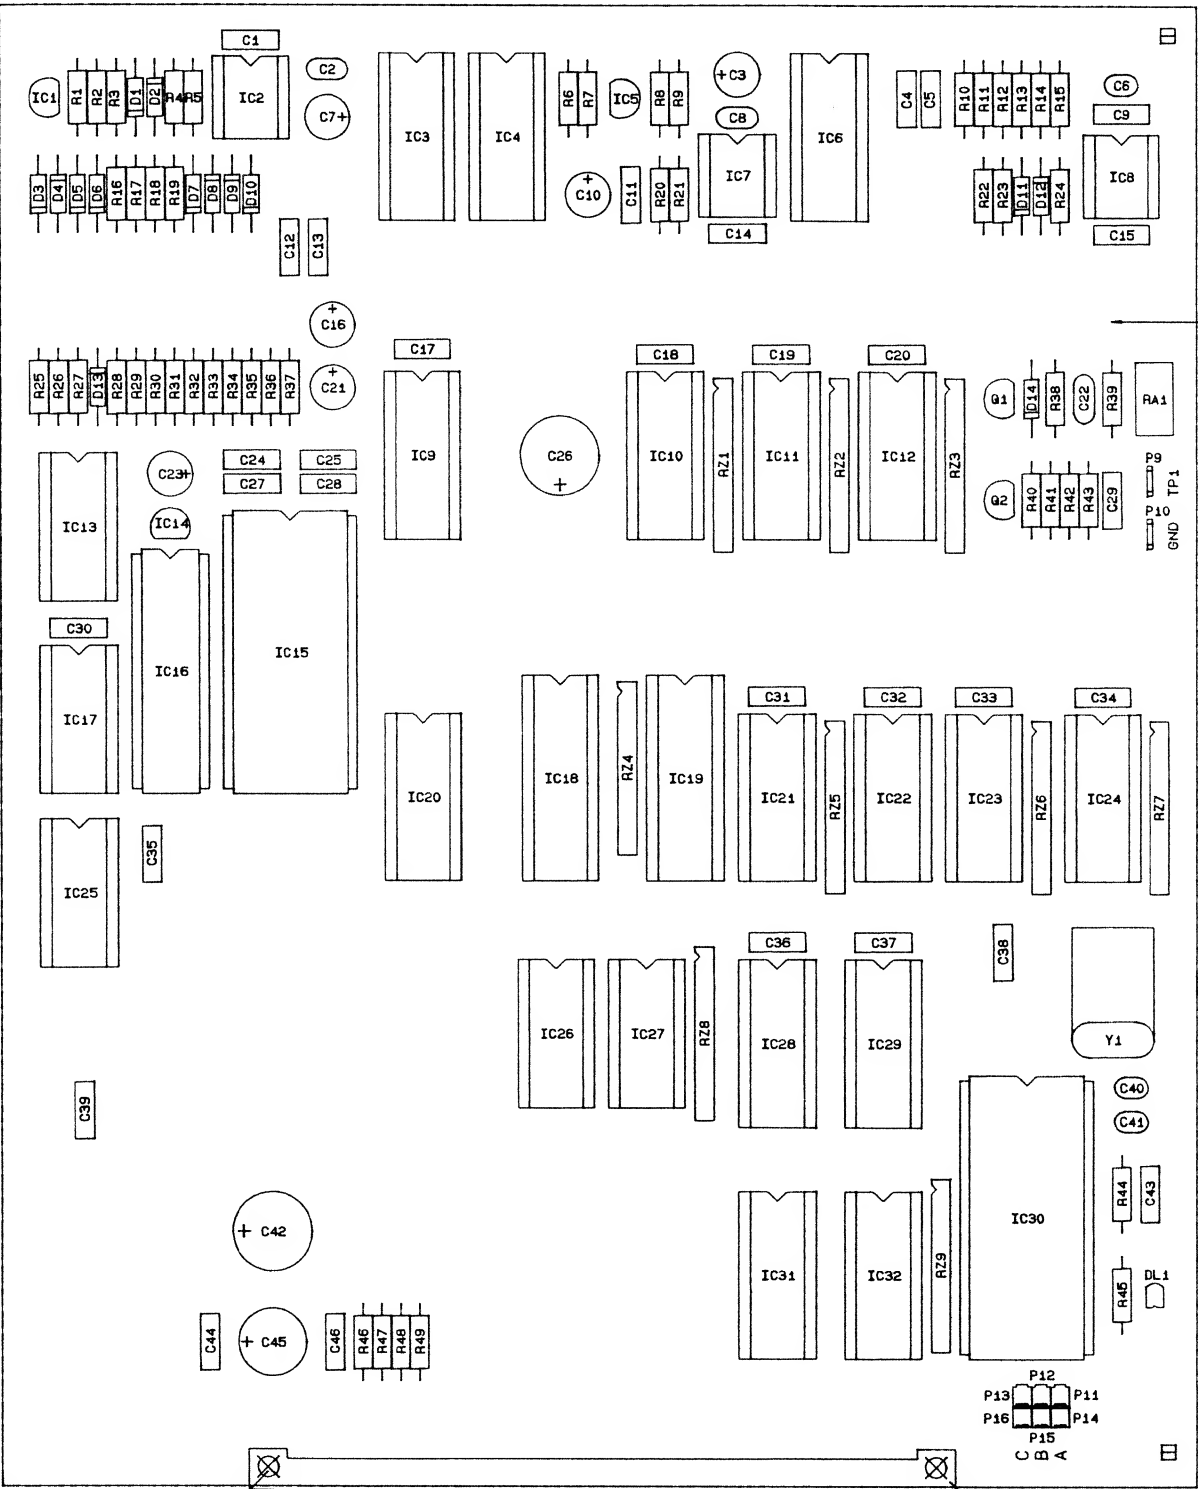 C1
C2
IC1
R1
R2
R3
D1
D2
R4
R5
IC2
C7+
IC3
IC4
R6
R7
IC5
R8
R9
+C3
C8
IC6
C4
C5
R10
R11
R12
R13
R14
R15
C6
C9
D3
D4
D5
D6
R16
R17
R18
R19
D7
D8
D9
D10
+
C10
C11
R20
R21
IC7
C14
R22
R23
D11
D12
R24
IC8
C15
C12
C13
+
C16
R25
R26
R27
D13
R28
R29
R30
R31
R32
R33
R34
R35
R36
R37
+
C21
C17
C18
C19
C20
IC9
C26
+
IC10
RZ1
IC11
RZ2
IC12
RZ3
Q1
D14
R38
C22
R39
RA1
P9
TP1
Q2
R40
R41
R42
R43
C29
P10
GND
C23+
C24
C25
C27
C28
IC13
IC14
C30
IC16
IC15
IC17
C31
C32
C33
C34
IC18
RZ4
IC19
IC20
IC21
RZ5
IC22
IC23
RZ6
IC24
RZ7
C35
IC25
C36
C37
C38
IC26
IC27
RZ8
IC28
IC29
Y1
C40
C41
C39
R44
C43
+ C42
IC30
IC31
IC32
RZ9
R45
DL1
C44
+ C45
C46
R46
R47
R48
R49
P12
P13
P11
P16
P14
P15
C B A